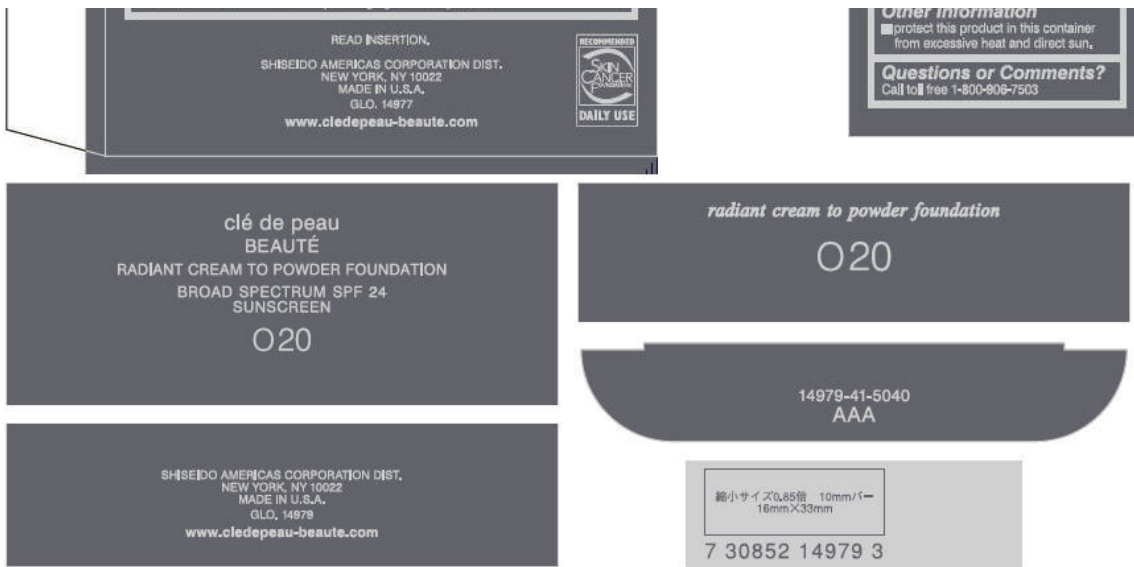 READ INSERTION.
SHISEIDO AMERICAS CORPORATION DIST.
NEW YORK, NY 10022
MADE IN U.S.A.
GLO. 14977
www.cledepeau-beaute.com
RECOMMENDED
SKIN
CANCER
FOUNDATION
DAILY USE
Other Information
protect this product in this container
from excessive heat and direct sun.
Questions or Comments?
Call toll free 1-800-906-7503
clé de peau
BEAUTÉ
RADIANT CREAM TO POWDER FOUNDATION
BROAD SPECTRUM SPF 24
SUNSCREEN
O20
radiant cream to powder foundation
O20
14979-41-5040
AAA
SHISEIDO AMERICAS CORPORATION DIST.
NEW YORK, NY 10022
MADE IN U.S.A.
GLO. 14979
www.cledepeau-beaute.com
縮小サイズ0.85倍 10mmバー
16mm×33mm
7 30852 14979 3